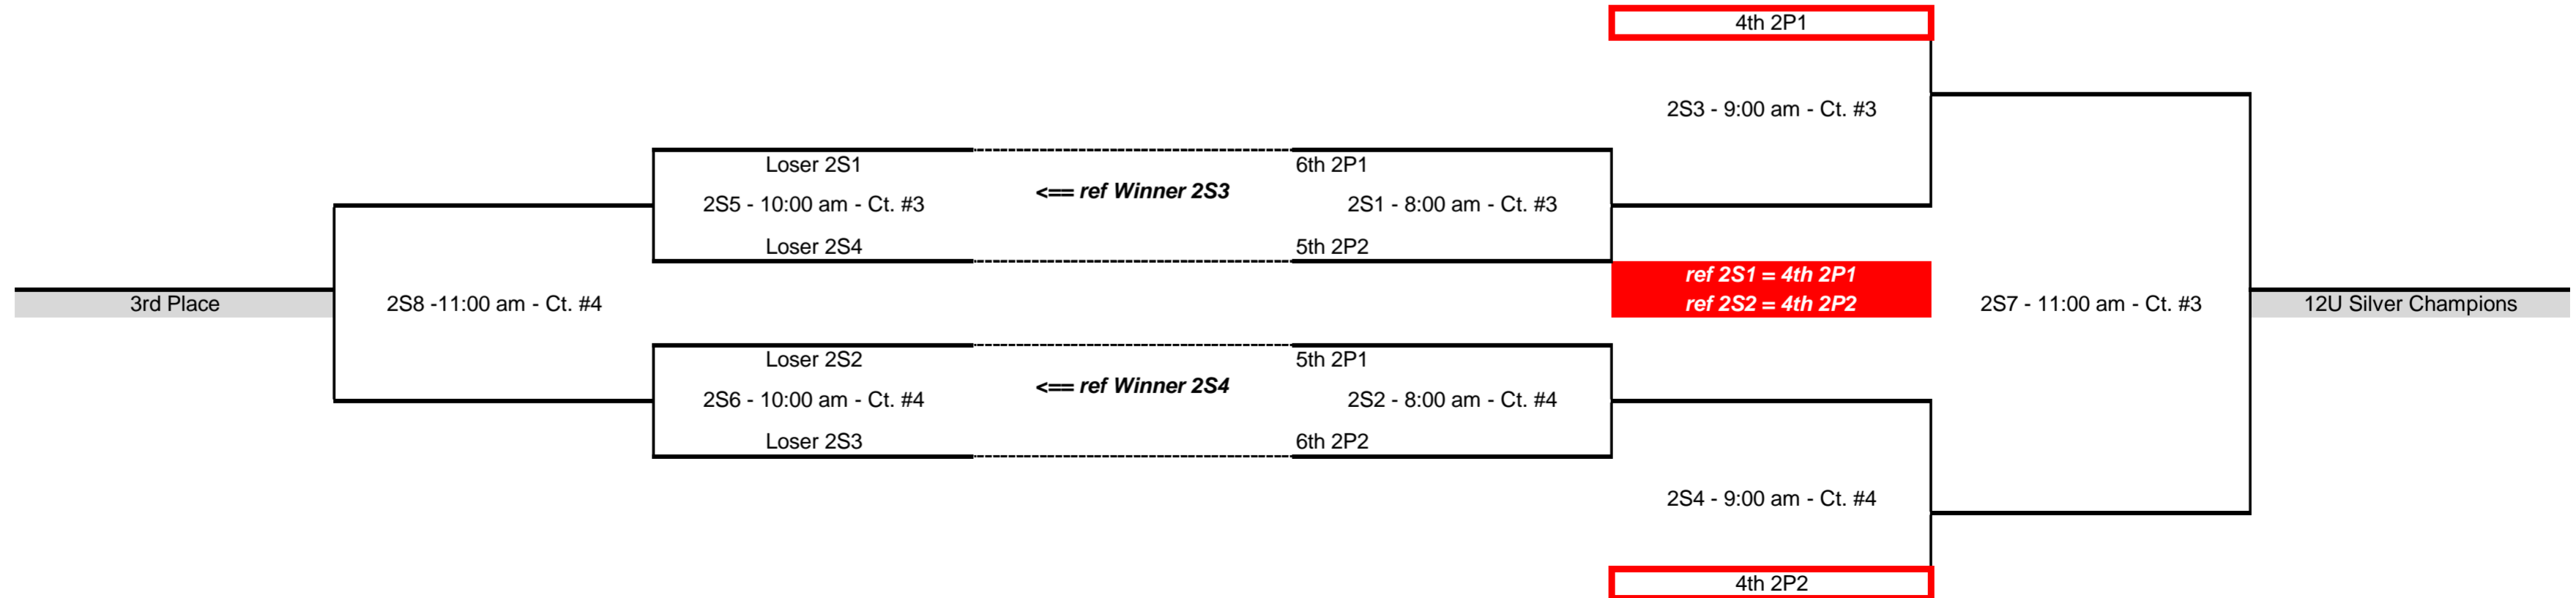 4th 2P1
2S3 - 9:00 am - Ct. #3
Loser 2S1
6th 2P1
<== ref Winner 2S3
2S5 - 10:00 am - Ct. #3
2S1 - 8:00 am - Ct. #3
Loser 2S4
5th 2P2
ref 2S1 = 4th 2P1
ref 2S2 = 4th 2P2
3rd Place
2S8 -11:00 am - Ct. #4
2S7 - 11:00 am - Ct. #3
12U Silver Champions
Loser 2S2
5th 2P1
<== ref Winner 2S4
2S6 - 10:00 am - Ct. #4
2S2 - 8:00 am - Ct. #4
Loser 2S3
6th 2P2
2S4 - 9:00 am - Ct. #4
4th 2P2